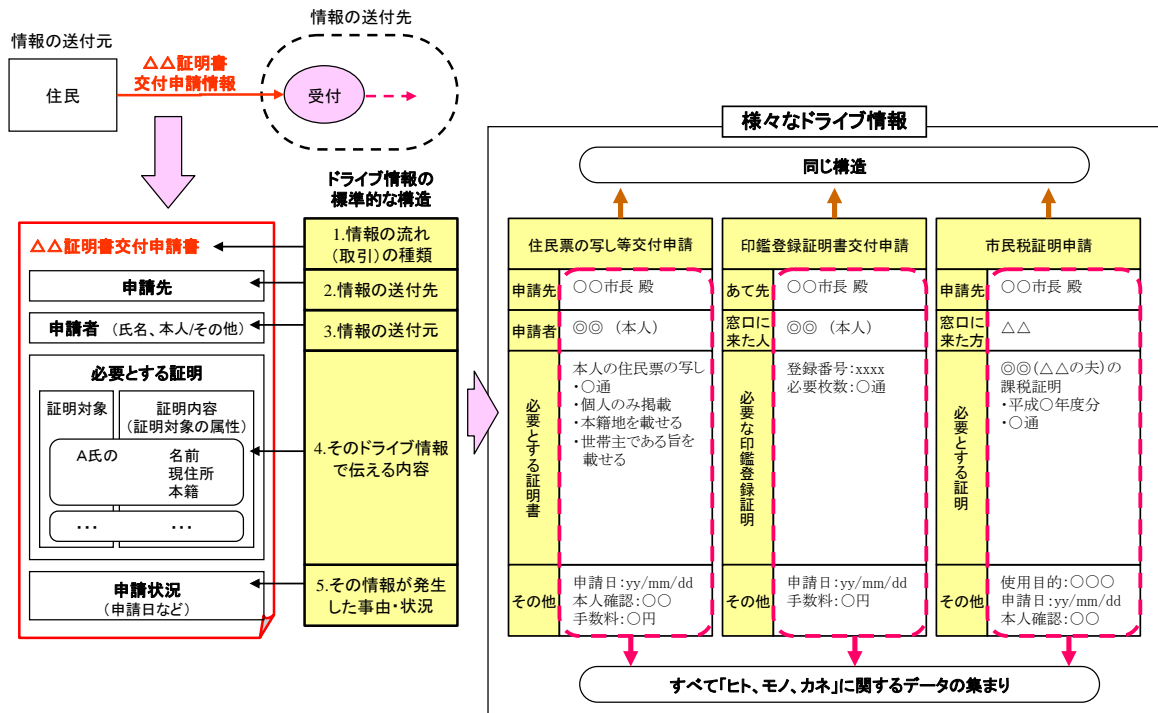 情報の送付先
情報の送付元
△△証明書
交付申請情報
住民
受付
ドライブ情報の
標準的な構造
△△証明書交付申請書
1.情報の流れ
(取引)の種類
申請先
2.情報の送付先
申請者 (氏名、本人/その他)
3.情報の送付元
必要とする証明
証明対象
証明内容
(証明対象の属性)
A氏の
名前
現住所
本籍
…
…
4.そのドライブ情報
で伝える内容
申請状況
(申請日など)
5.その情報が発生
した事由・状況
様々なドライブ情報
同じ構造
住民票の写し等交付申請
申請先
○○市長 殿
申請者
◎◎ (本人)
必要とする証明書
本人の住民票の写し
・○通
・個人のみ掲載
・本籍地を載せる
・世帯主である旨を
載せる
その他
申請日:yy/mm/dd
本人確認:○○
手数料:○円
印鑑登録証明書交付申請
あて先
○○市長 殿
窓口に
来た人
◎◎ (本人)
必要な印鑑登録証明
登録番号:xxxx
必要枚数:○通
その他
申請日:yy/mm/dd
手数料:○円
市民税証明申請
申請先
○○市長 殿
窓口に
来た方
△△
必要とする証明
◎◎(△△の夫)の
課税証明
・平成○年度分
・○通
その他
使用目的:○○○
申請日:yy/mm/dd
本人確認:○○
すべて「ヒト、モノ、カネ」に関するデータの集まり